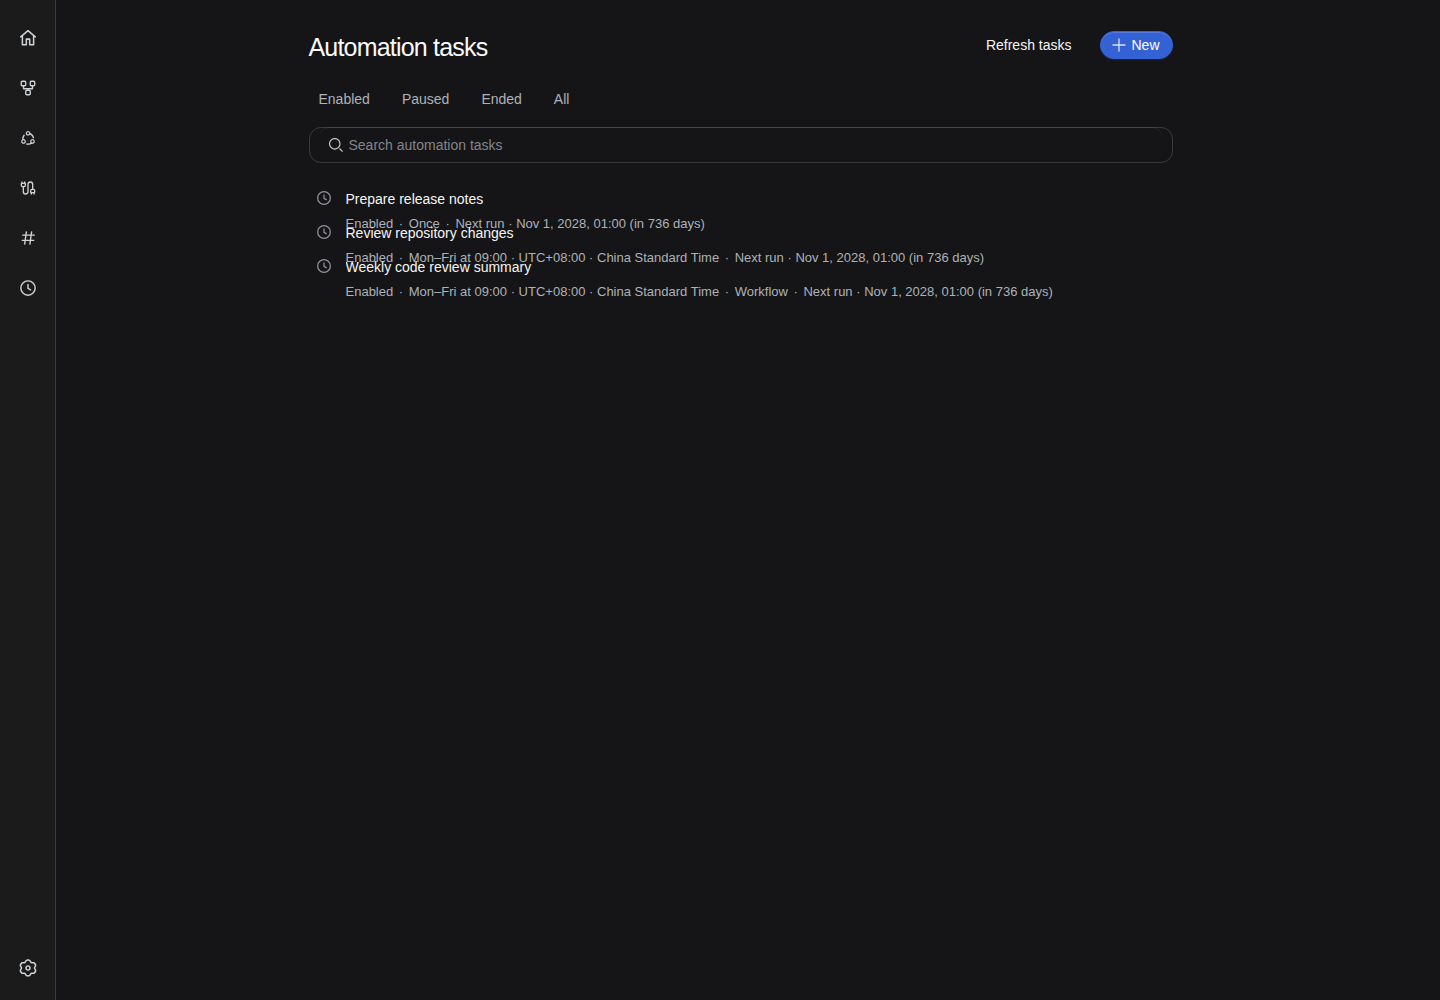 Automation tasks
Refresh tasks
New
Enabled Paused Ended All
Search automation tasks
Prepare release notes
Enabled · Once · Next run · Nov 1, 2028, 01:00 (in 736 days)
Review repository changes
Enabled · Mon–Fri at 09:00 · UTC+08:00 · China Standard Time · Next run · Nov 1, 2028, 01:00 (in 736 days)
Weekly code review summary
Enabled · Mon–Fri at 09:00 · UTC+08:00 · China Standard Time · Workflow · Next run · Nov 1, 2028, 01:00 (in 736 days)